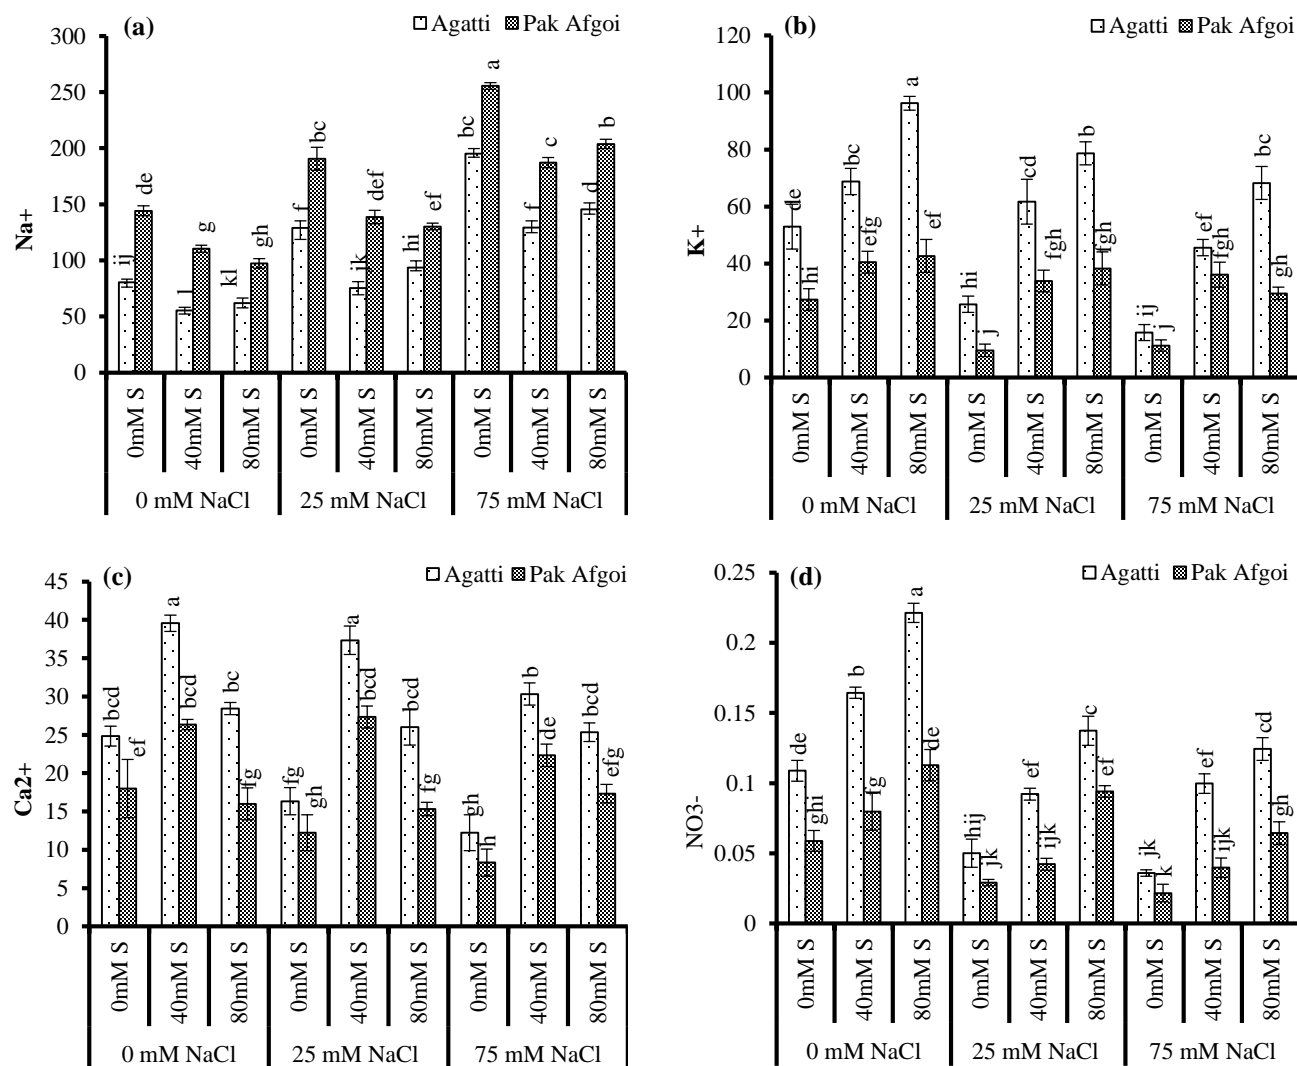 (a)
Agatti
Pak Afgoi
Na+
300
250
200
150
100
50
0
ij
de
l
g
kl
gh
f
bc
jk
def
hi
ef
bc
a
f
c
d
b
0mM S
40mM S
80mM S
0mM S
40mM S
80mM S
0mM S
40mM S
80mM S
0 mM NaCl
25 mM NaCl
75 mM NaCl
(b)
Agatti
Pak Afgoi
K+
120
100
80
60
40
20
0
de
hi
bc
efg
a
ef
hi
j
cd
fgh
b
fgh
ij
j
ef
fgh
bc
gh
0mM S
40mM S
80mM S
0mM S
40mM S
80mM S
0mM S
40mM S
80mM S
0 mM NaCl
25 mM NaCl
75 mM NaCl
(c)
Agatti
Pak Afgoi
Ca2+
45
40
35
30
25
20
15
10
5
0
bcd
ef
a
bcd
bc
fg
fg
gh
a
bcd
bcd
fg
gh
h
b
de
bcd
efg
0mM S
40mM S
80mM S
0mM S
40mM S
80mM S
0mM S
40mM S
80mM S
0 mM NaCl
25 mM NaCl
75 mM NaCl
(d)
Agatti
Pak Afgoi
NO3-
0.25
0.2
0.15
0.1
0.05
0
de
ghi
b
fg
a
de
hij
jk
ef
ijk
c
ef
jk
k
ef
ijk
cd
gh
0mM S
40mM S
80mM S
0mM S
40mM S
80mM S
0mM S
40mM S
80mM S
0 mM NaCl
25 mM NaCl
75 mM NaCl